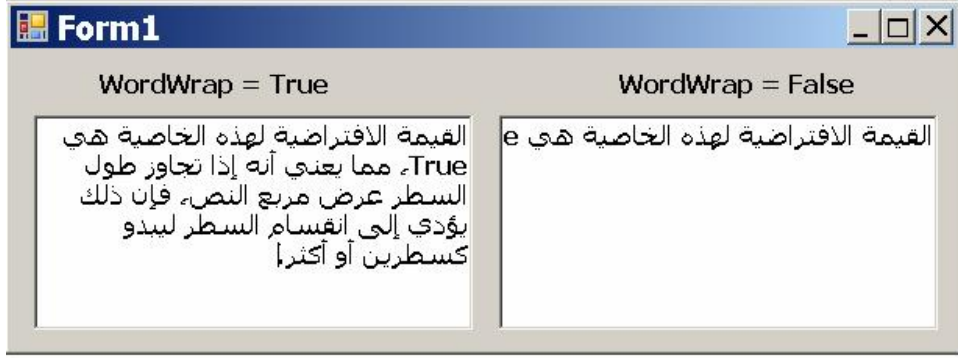 Form1
WordWrap = True
WordWrap = False
القيمة الافتراضية لهذه الخاصية هي
True، مما يعني أنه إذا تجاوز طول
السطر عرض مربع النص، فإن ذلك
يؤدي إلى انقسام السطر ليبدو
كسطرين أو أكثر.
القيمة الافتراضية لهذه الخاصية هي e